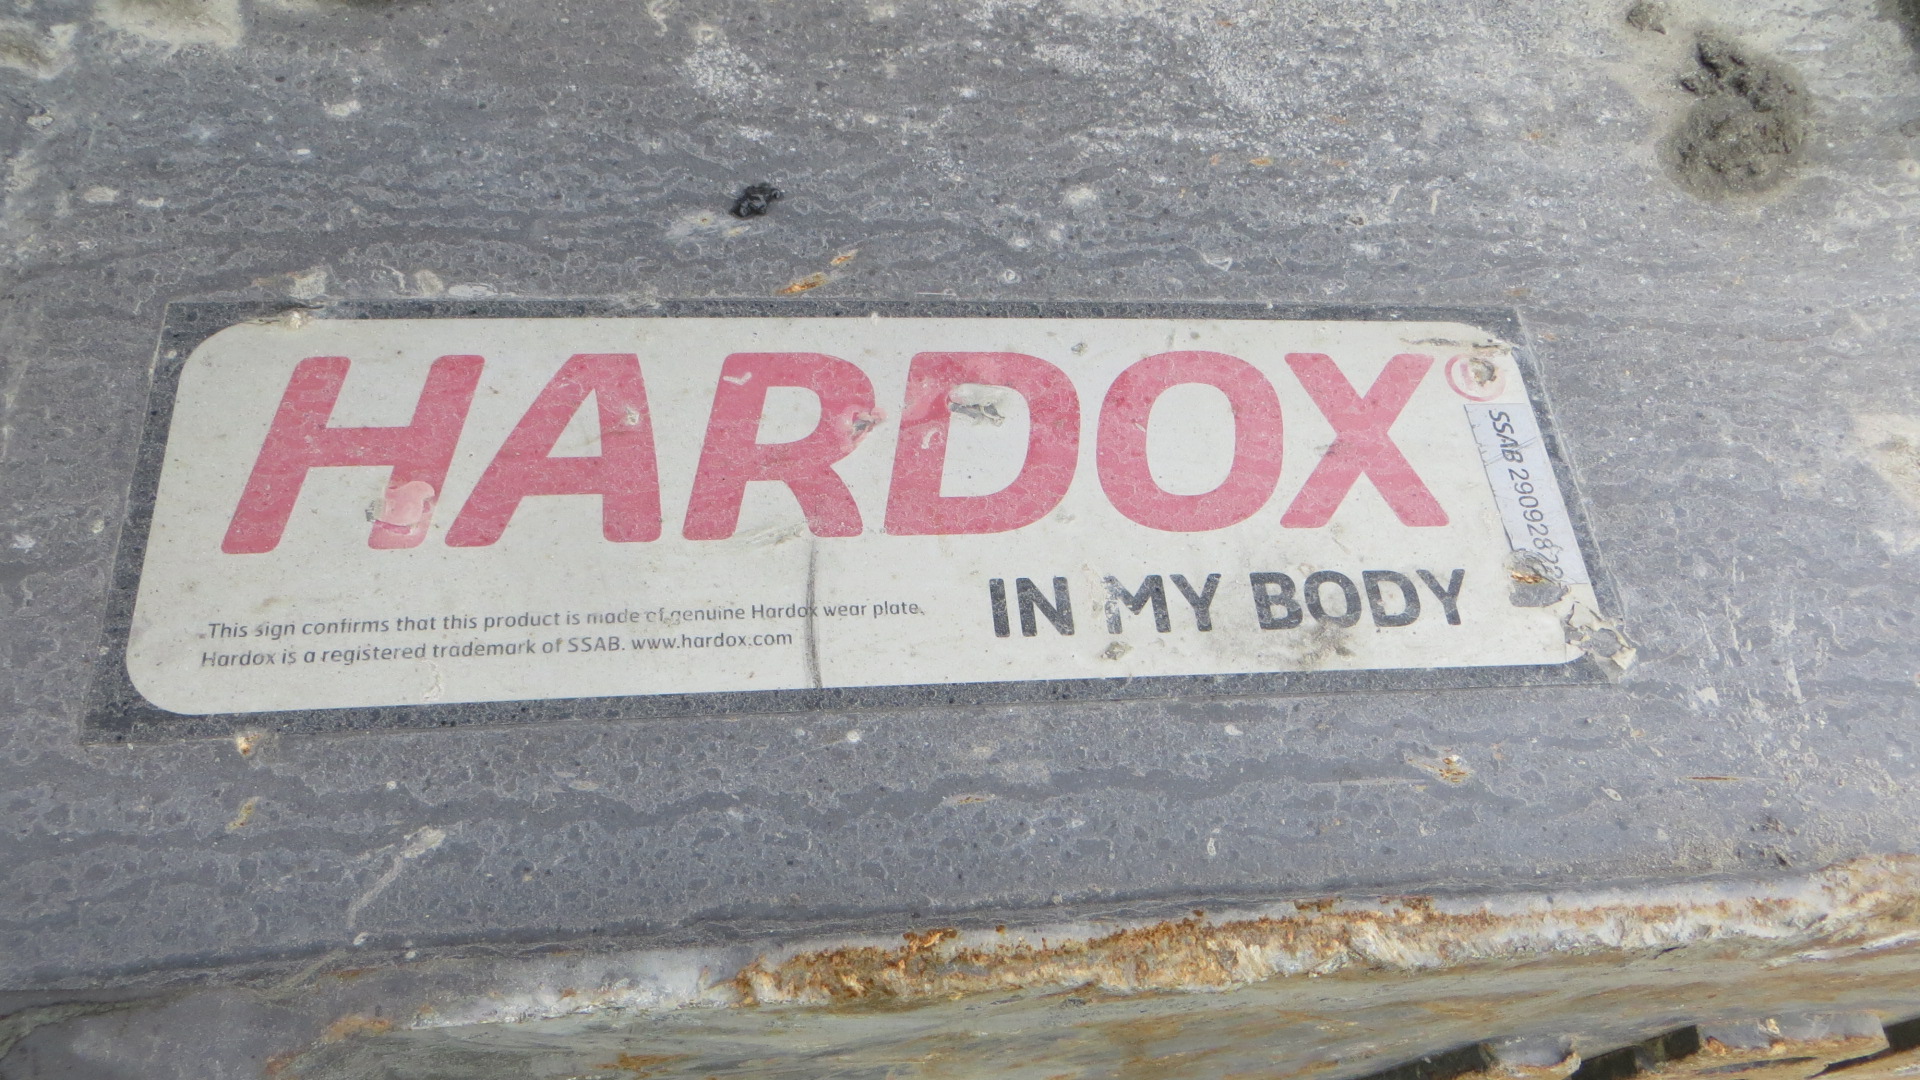 HARDOX
IN MY BODY
This sign confirms that this product is made of genuine Hardox wear plate.
Hardox is a registered trademark of SSAB. www.hardox.com
SSAB